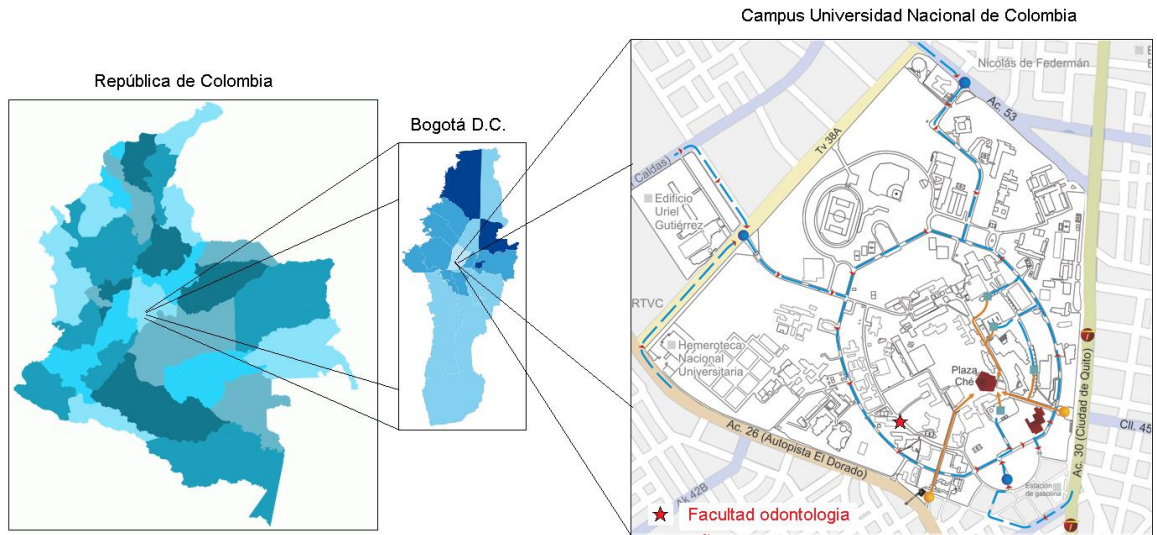 Campus Universidad Nacional de Colombia
República de Colombia
Bogotá D.C.
Nicolás de Federmán
Ac. 53
Tv 38A
Caldas)
Edificio
Uriel
Gutiérrez
RTVC
Hemeroteca
Nacional
Universitaria
Plaza
Ché
Ac. 26 (Autopista El Dorado)
Ac. 30 (Ciudad de Quito)
Cll. 45
Estación
de gasolina
Ak 42B
Facultad odontologia